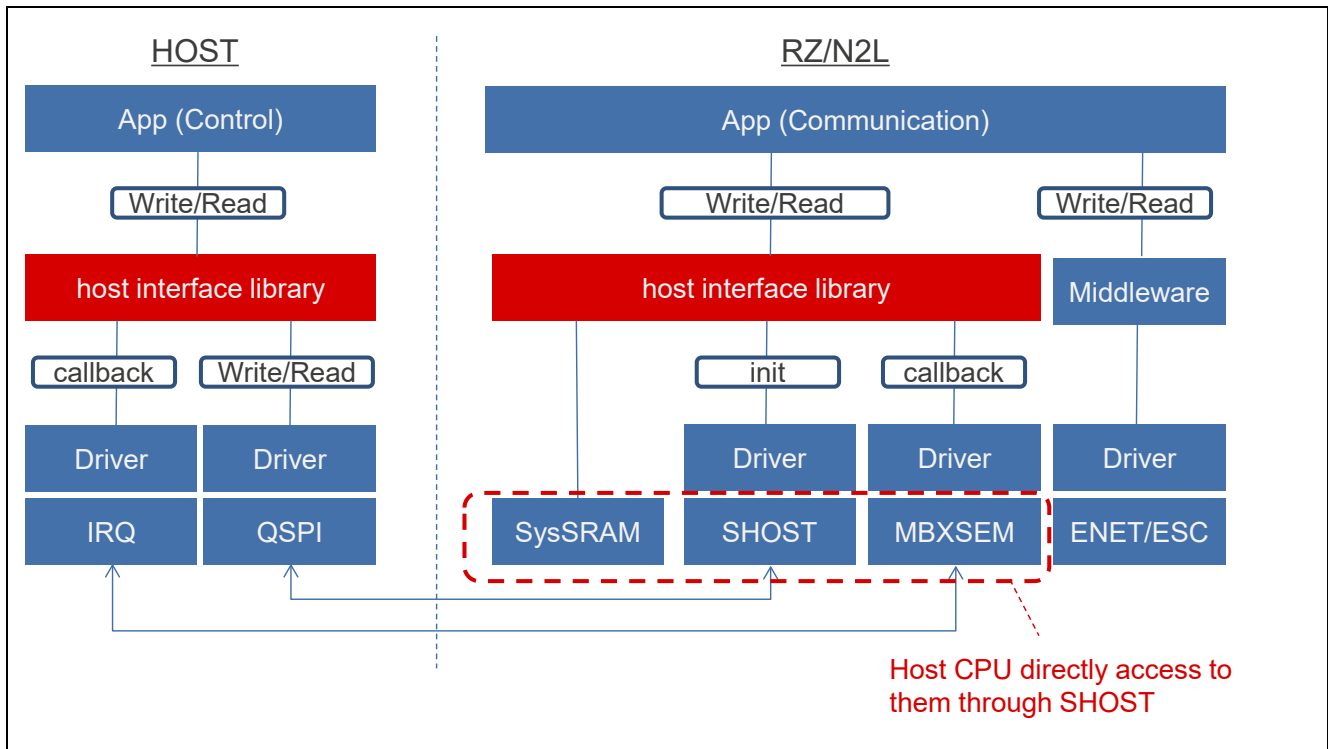 HOST
RZ/N2L
App (Control)
App (Communication)
Write/Read
Write/Read
Write/Read
host interface library
host interface library
Middleware
callback
Write/Read
init
callback
Driver
Driver
Driver
Driver
Driver
IRQ
QSPI
SysSRAM
SHOST
MBXSEM
ENET/ESC
Host CPU directly access to
them through SHOST